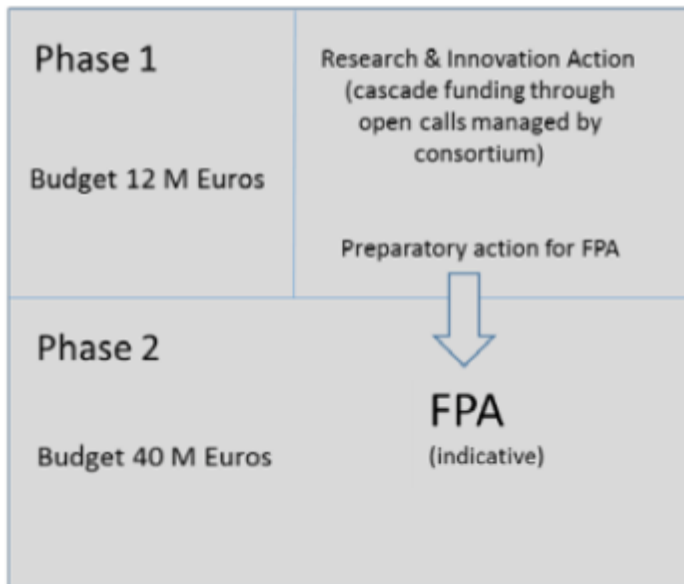 Phase 1
Budget 12 M Euros
Research & Innovation Action
(cascade funding through
open calls managed by
consortium)
Preparatory action for FPA
Phase 2
Budget 40 M Euros
FPA
(indicative)